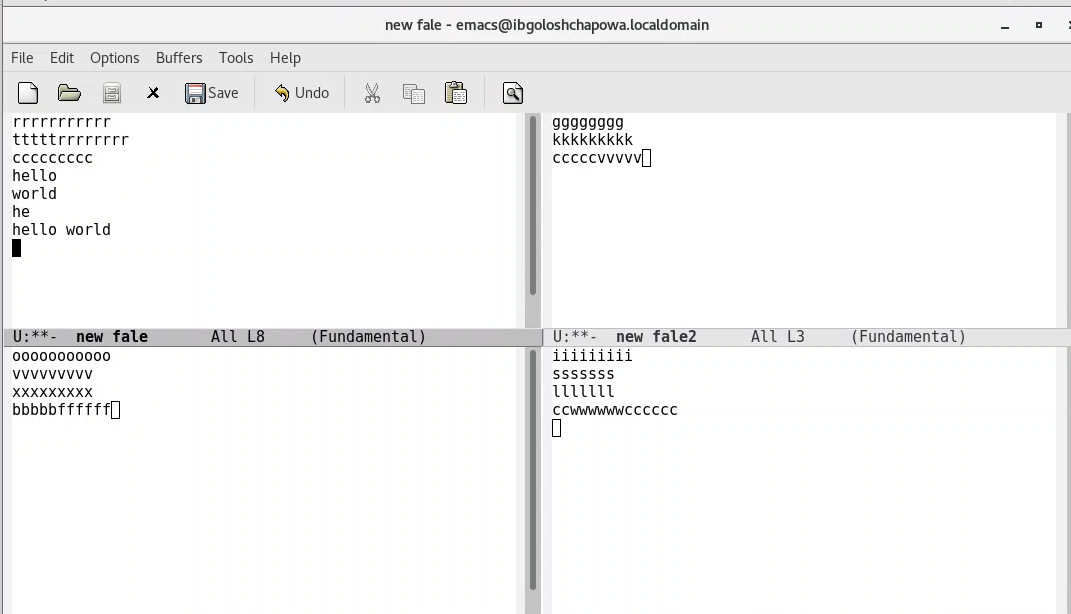 new fale - emacs@ibgoloshchapowa.localdomain
File Edit Options Buffers Tools Help
Save Undo
rrrrrrrrrrr
tttttrrrrrrrr
ccccccccc
hello
world
he
hello world
U:**- new fale All L8 (Fundamental)
gggggggg
kkkkkkkkk
cccccvvvvv
U:**- new fale2 All L3 (Fundamental)
ooooooooooo
vvvvvvvvv
xxxxxxxxx
bbbbbffffff
iiiiiiiii
sssssss
lllllll
ccwwwwwwcccccc